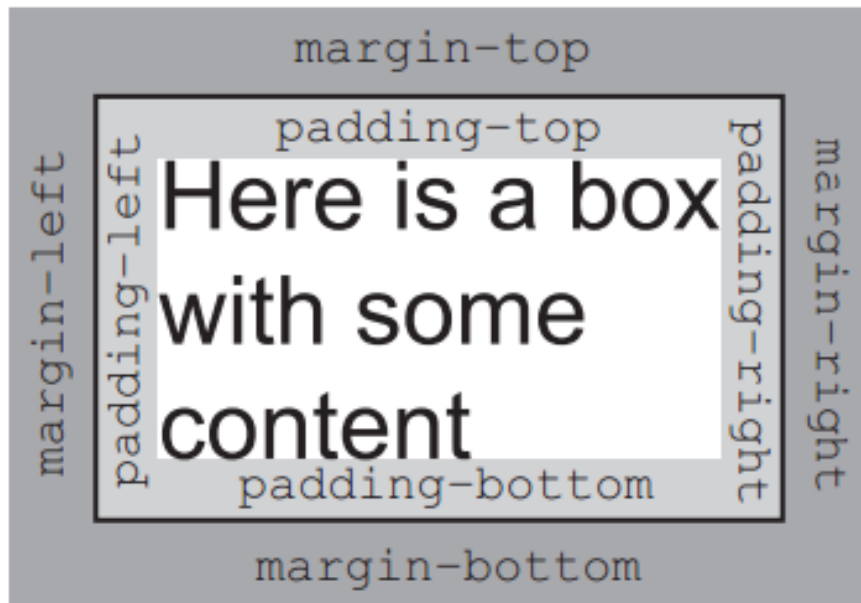 margin-top
padding-top
margin-left
padding-left
Here is a box
with some
content
padding-right
margin-right
padding-bottom
margin-bottom